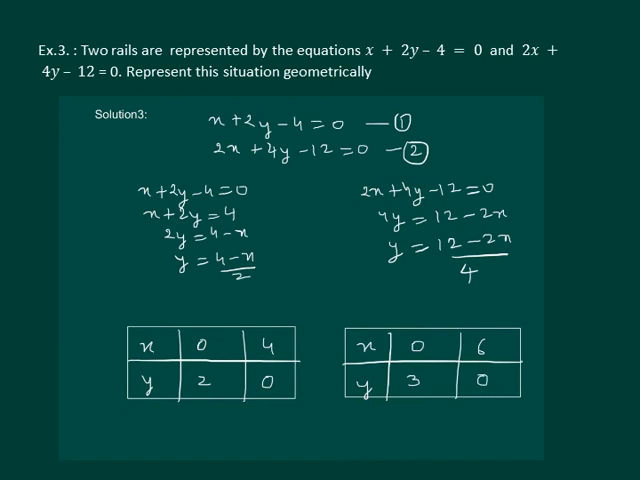 Ex.3. : Two rails are represented by the equations x + 2y – 4 = 0 and 2x +
4y – 12 = 0. Represent this situation geometrically
Solution3:
x + 2y - 4 = 0 — ①
2x + 4y - 12 = 0 — ②
x + 2y - 4 = 0
x + 2y = 4
2y = 4 - x
y = 4 - x
2
2x + 4y - 12 = 0
4y = 12 - 2x
y = 12 - 2x
4
x 0 4
y 2 0
x 0 6
y 3 0